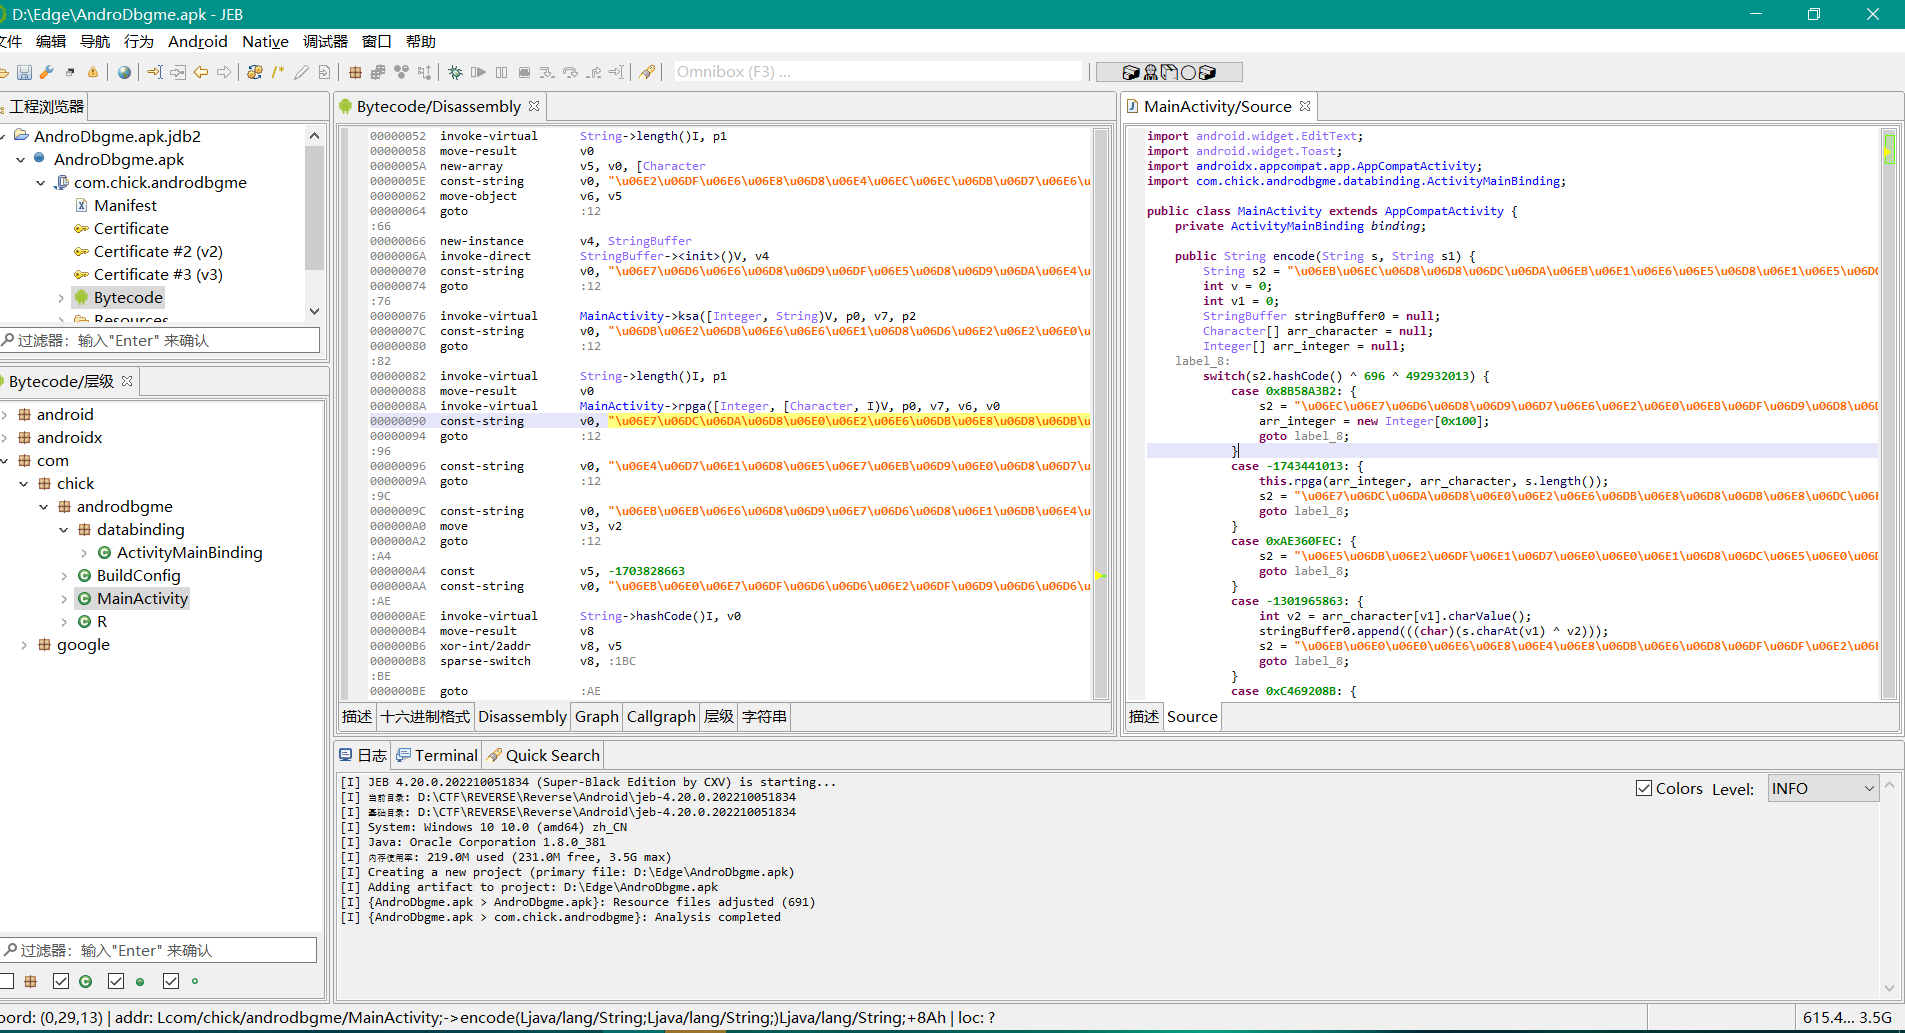 D:\Edge\AndroDbgme.apk - JEB
文件 编辑 导航 行为 Android Native 调试器 窗口 帮助
Omnibox (F3) ...
工程浏览器
AndroDbgme.apk.jdb2
AndroDbgme.apk
com.chick.androdbgme
Manifest
Certificate
Certificate #2 (v2)
Certificate #3 (v3)
Bytecode
Resources
过滤器: 输入"Enter" 来确认
Bytecode/层级
android
androidx
com
chick
androdbgme
databinding
ActivityMainBinding
BuildConfig
MainActivity
R
google
过滤器: 输入"Enter" 来确认
Bytecode/Disassembly
00000052 invoke-virtual String->length()I, p1
00000058 move-result v0
0000005A new-array v5, v0, [Character
0000005E const-string v0, "\u06E2\u06DF\u06E6\u06E8\u06D8\u06E4\u06EC\u06EC\u06DB\u06D7\u06E6\u
00000062 move-object v6, v5
00000064 goto :12
:66
00000066 new-instance v4, StringBuffer
0000006A invoke-direct StringBuffer-><init>()V, v4
00000070 const-string v0, "\u06E7\u06D6\u06E6\u06D8\u06D9\u06DF\u06E5\u06D8\u06D9\u06DA\u06E4\u
00000074 goto :12
:76
00000076 invoke-virtual MainActivity->ksa([Integer, String)V, p0, v7, p2
0000007C const-string v0, "\u06DB\u06E2\u06DB\u06E6\u06E6\u06E1\u06D8\u06D6\u06E2\u06E2\u06E0\u
00000080 goto :12
:82
00000082 invoke-virtual String->length()I, p1
00000088 move-result v0
0000008A invoke-virtual MainActivity->rpga([Integer, [Character, I)V, p0, v7, v6, v0
00000090 const-string v0, "\u06E7\u06DC\u06DA\u06D8\u06E0\u06E2\u06E6\u06DB\u06E8\u06D8\u06DB\u
00000094 goto :12
:96
00000096 const-string v0, "\u06E4\u06D7\u06E1\u06D8\u06E5\u06E7\u06EB\u06D9\u06E0\u06D8\u06D7\u
0000009A goto :12
:9C
0000009C const-string v0, "\u06EB\u06EB\u06E6\u06D8\u06D9\u06E7\u06D6\u06D8\u06E1\u06DB\u06E4\u
000000A0 move v3, v2
000000A2 goto :12
:A4
000000A4 const v5, -1703828663
000000AA const-string v0, "\u06EB\u06E0\u06E7\u06DF\u06D6\u06D6\u06E2\u06DF\u06D9\u06D6\u06D6\u
:AE
000000AE invoke-virtual String->hashCode()I, v0
000000B4 move-result v8
000000B6 xor-int/2addr v8, v5
000000B8 sparse-switch v8, :1BC
:BE
000000BE goto :AE
描述 十六进制格式 Disassembly Graph Callgraph 层级 字符串
MainActivity/Source
import android.widget.EditText;
import android.widget.Toast;
import androidx.appcompat.app.AppCompatActivity;
import com.chick.androdbgme.databinding.ActivityMainBinding;
public class MainActivity extends AppCompatActivity {
private ActivityMainBinding binding;
public String encode(String s, String s1) {
String s2 = "\u06EB\u06EC\u06D8\u06D8\u06DC\u06DA\u06EB\u06E1\u06E6\u06E5\u06D8\u06E1\u06E5\u06D
int v = 0;
int v1 = 0;
StringBuffer stringBuffer0 = null;
Character[] arr_character = null;
Integer[] arr_integer = null;
label_8:
switch(s2.hashCode() ^ 696 ^ 492932013) {
case 0x8B58A3B2: {
s2 = "\u06EC\u06E7\u06D6\u06D8\u06D9\u06E7\u06D6\u06E2\u06E0\u06EB\u06DF\u06D9\u06D8\u06D
arr_integer = new Integer[0x100];
goto label_8;
}
case -1743441013: {
this.rpga(arr_integer, arr_character, s.length());
s2 = "\u06E7\u06DC\u06DA\u06D8\u06E0\u06E2\u06E6\u06DB\u06E8\u06D8\u06DB\u06E8\u06DC\u06E
goto label_8;
}
case 0xAE360FEC: {
s2 = "\u06E5\u06DB\u06E2\u06DF\u06E1\u06D7\u06E0\u06E0\u06E1\u06D8\u06DC\u06E5\u06E0\u06D
goto label_8;
}
case -1301965863: {
int v2 = arr_character[v1].charValue();
stringBuffer0.append(((char)(s.charAt(v1) ^ v2)));
s2 = "\u06EB\u06E0\u06E0\u06E6\u06E8\u06E4\u06E8\u06DB\u06E6\u06D8\u06DF\u06DF\u06E2\u06E
goto label_8;
}
case 0xC469208B: {
描述 Source
日志 Terminal Quick Search
[I] JEB 4.20.0.202210051834 (Super-Black Edition by CXV) is starting...
[I] 当前目录: D:\CTF\REVERSE\Reverse\Android\jeb-4.20.0.202210051834
[I] 基础目录: D:\CTF\REVERSE\Reverse\Android\jeb-4.20.0.202210051834
[I] System: Windows 10 10.0 (amd64) zh_CN
[I] Java: Oracle Corporation 1.8.0_381
[I] 内存使用率: 219.0M used (231.0M free, 3.5G max)
[I] Creating a new project (primary file: D:\Edge\AndroDbgme.apk)
[I] Adding artifact to project: D:\Edge\AndroDbgme.apk
[I] {AndroDbgme.apk > AndroDbgme.apk}: Resource files adjusted (691)
[I] {AndroDbgme.apk > com.chick.androdbgme}: Analysis completed
Colors Level: INFO
oord: (0,29,13) | addr: Lcom/chick/androdbgme/MainActivity;->encode(Ljava/lang/String;Ljava/lang/String;)Ljava/lang/String;+8Ah | loc: ?
615.4... 3.5G